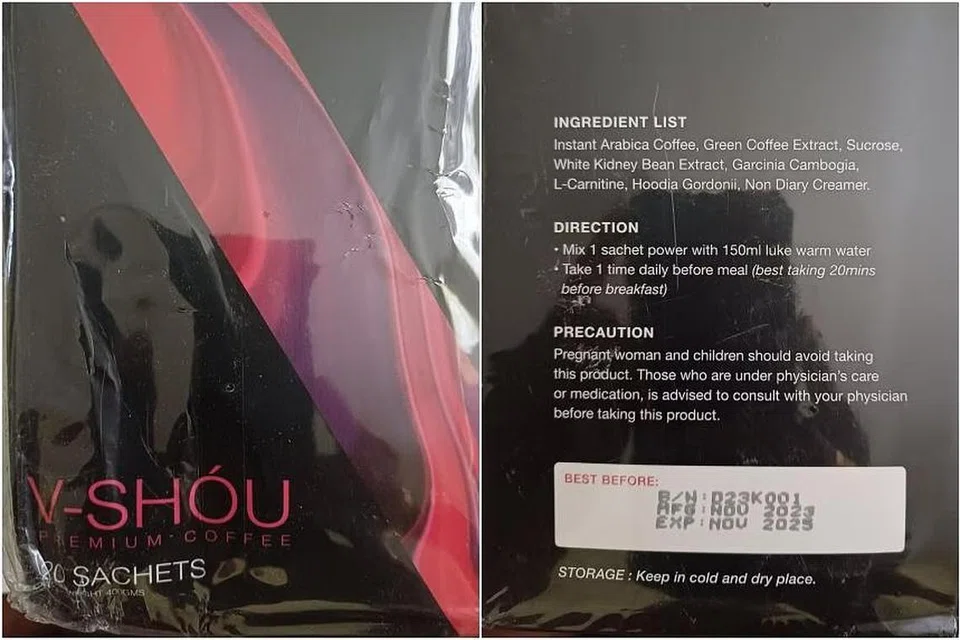 V-SHÓU
PREMIUM COFFEE
20 SACHETS
WEIGHT 400GMS
INGREDIENT LIST
Instant Arabica Coffee, Green Coffee Extract, Sucrose,
White Kidney Bean Extract, Garcinia Cambogia,
L-Carnitine, Hoodia Gordonii, Non Diary Creamer.
DIRECTION
• Mix 1 sachet power with 150ml luke warm water
• Take 1 time daily before meal (best taking 20mins
before breakfast)
PRECAUTION
Pregnant woman and children should avoid taking
this product. Those who are under physician's care
or medication, is advised to consult with your physician
before taking this product.
BEST BEFORE:
B/N:D23K001
MFG:NOV 2023
EXP:NOV 2025
STORAGE : Keep in cold and dry place.